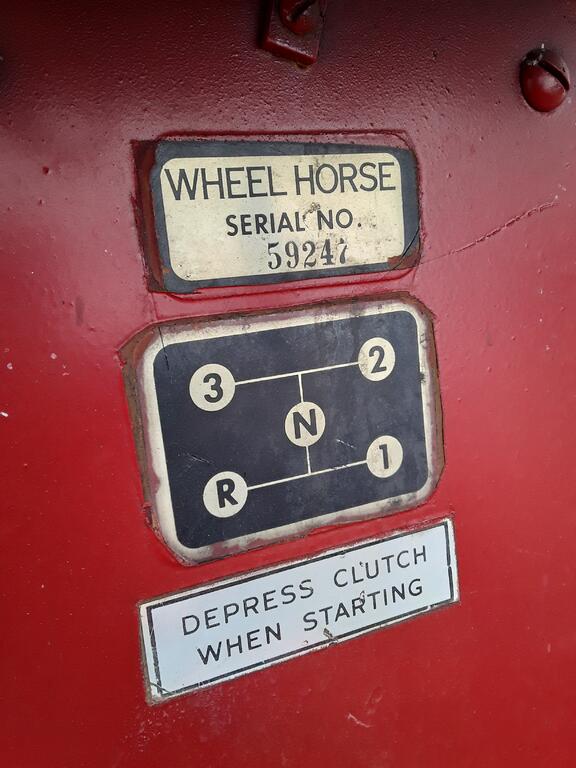 WHEEL HORSE
SERIAL NO.
59247
3 2
N
R 1
DEPRESS CLUTCH
WHEN STARTING